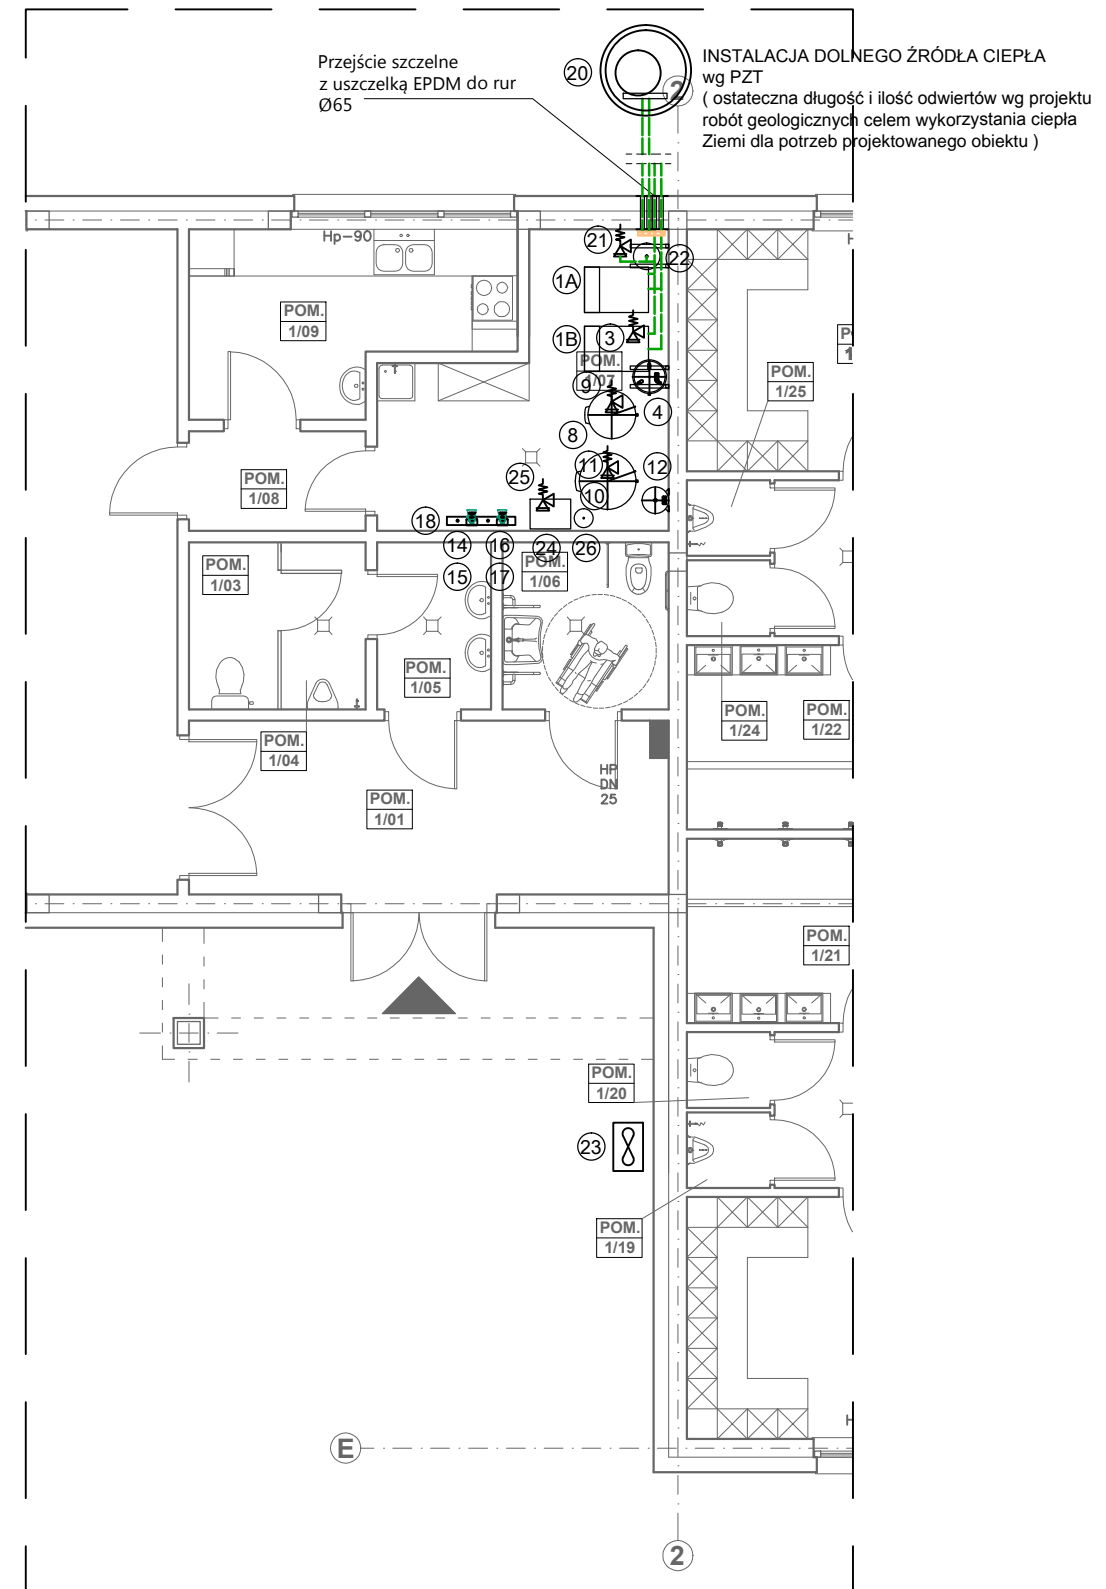 Przejście szczelne
z uszczelką EPDM do rur
Ø65
20
2
INSTALACJA DOLNEGO ŹRÓDŁA CIEPŁA
wg PZT
( ostateczna długość i ilość odwiertów wg projektu
robót geologicznych celem wykorzystania ciepła
Ziemi dla potrzeb projektowanego obiektu )
Hp-90
21
22
1A
POM.
1/09
1B
3
POM.
1/07
9
4
8
POM.
1/25
11
12
25
10
POM.
1/08
18
14
16
24
26
15
17
POM.
1/03
POM.
1/06
POM.
1/05
POM.
1/04
POM.
1/24
POM.
1/22
HP
DN
25
POM.
1/01
POM.
1/21
POM.
1/20
23
POM.
1/19
E
2